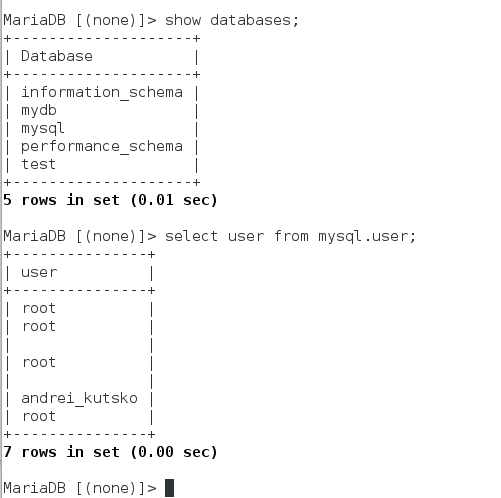 MariaDB [(none)]> show databases;
+--------------------+
| Database           |
+--------------------+
| information_schema |
| mydb               |
| mysql              |
| performance_schema |
| test               |
+--------------------+
5 rows in set (0.01 sec)

MariaDB [(none)]> select user from mysql.user;
+---------------+
| user          |
+---------------+
| root          |
| root          |
|               |
| root          |
|               |
| andrei_kutsko |
| root          |
+---------------+
7 rows in set (0.00 sec)

MariaDB [(none)]>